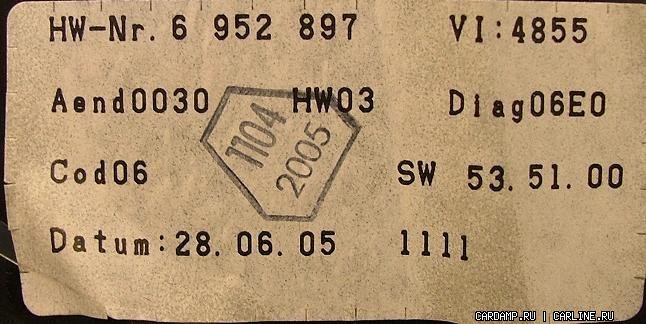 HW-Nr. 6 952 897 VI:4855
Aend0030 HW03 Diag06E0
1104
2005
Cod06 SW 53.51.00
Datum:28.06.05 1111
CARDAMP.RU | CARLINE.RU